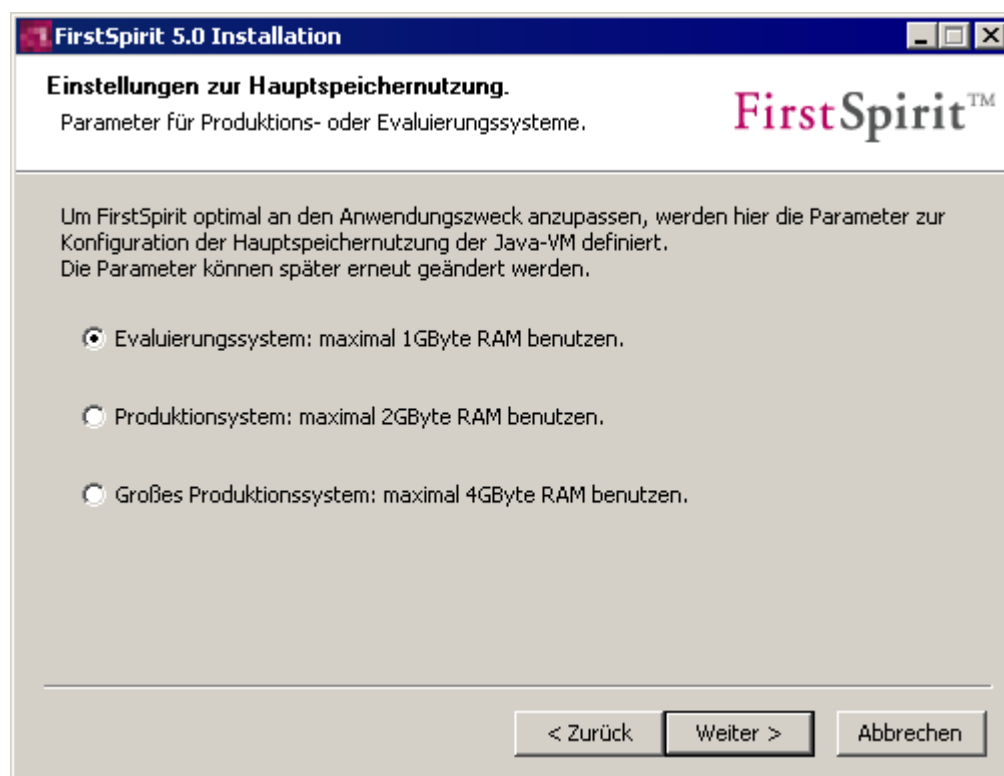 FirstSpirit 5.0 Installation
Einstellungen zur Hauptspeichernutzung.
Parameter für Produktions- oder Evaluierungssysteme.
FirstSpirit™
Um FirstSpirit optimal an den Anwendungszweck anzupassen, werden hier die Parameter zur
Konfiguration der Hauptspeichernutzung der Java-VM definiert.
Die Parameter können später erneut geändert werden.
Evaluierungssystem: maximal 1GByte RAM benutzen.
Produktionsystem: maximal 2GByte RAM benutzen.
Großes Produktionssystem: maximal 4GByte RAM benutzen.
< Zurück
Weiter >
Abbrechen